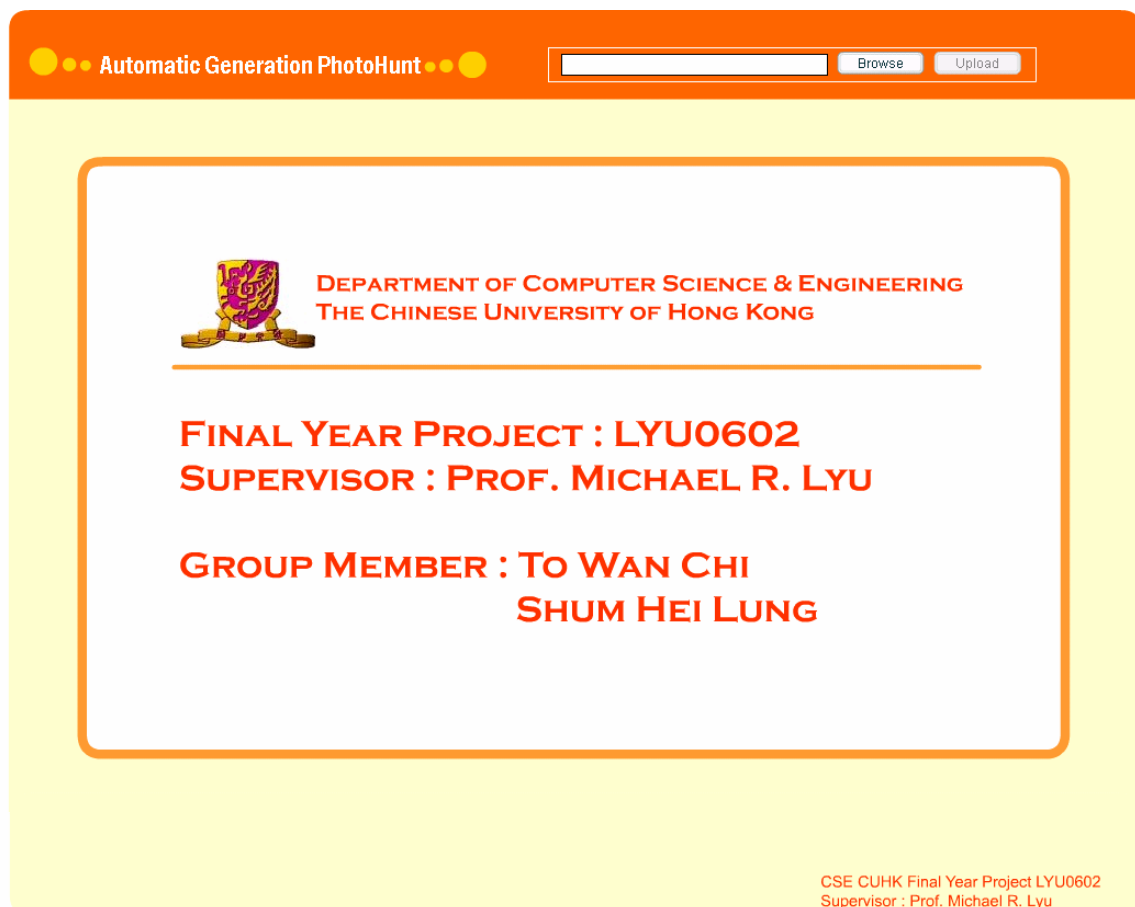 Automatic Generation PhotoHunt
Browse
Upload
DEPARTMENT OF COMPUTER SCIENCE & ENGINEERING
THE CHINESE UNIVERSITY OF HONG KONG
FINAL YEAR PROJECT : LYU0602
SUPERVISOR : PROF. MICHAEL R. LYU
GROUP MEMBER : TO WAN CHI
SHUM HEI LUNG
CSE CUHK Final Year Project LYU0602
Supervisor : Prof. Michael R. Lyu